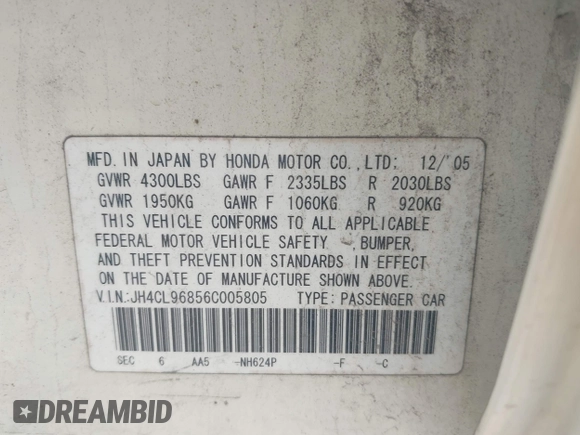 MFD. IN JAPAN BY HONDA MOTOR CO., LTD: 12/'05
GVWR 4300LBS GAWR F 2335LBS R 2030LBS
GVWR 1950KG GAWR F 1060KG R 920KG
THIS VEHICLE CONFORMS TO ALL APPLICABLE
FEDERAL MOTOR VEHICLE SAFETY , BUMPER,
AND THEFT PREVENTION STANDARDS IN EFFECT
ON THE DATE OF MANUFACTURE SHOWN ABOVE.
V.I.N:JH4CL96856C005805 TYPE: PASSENGER CAR
SEC 6 AA5 -NH624P -F -C
DREAMBID